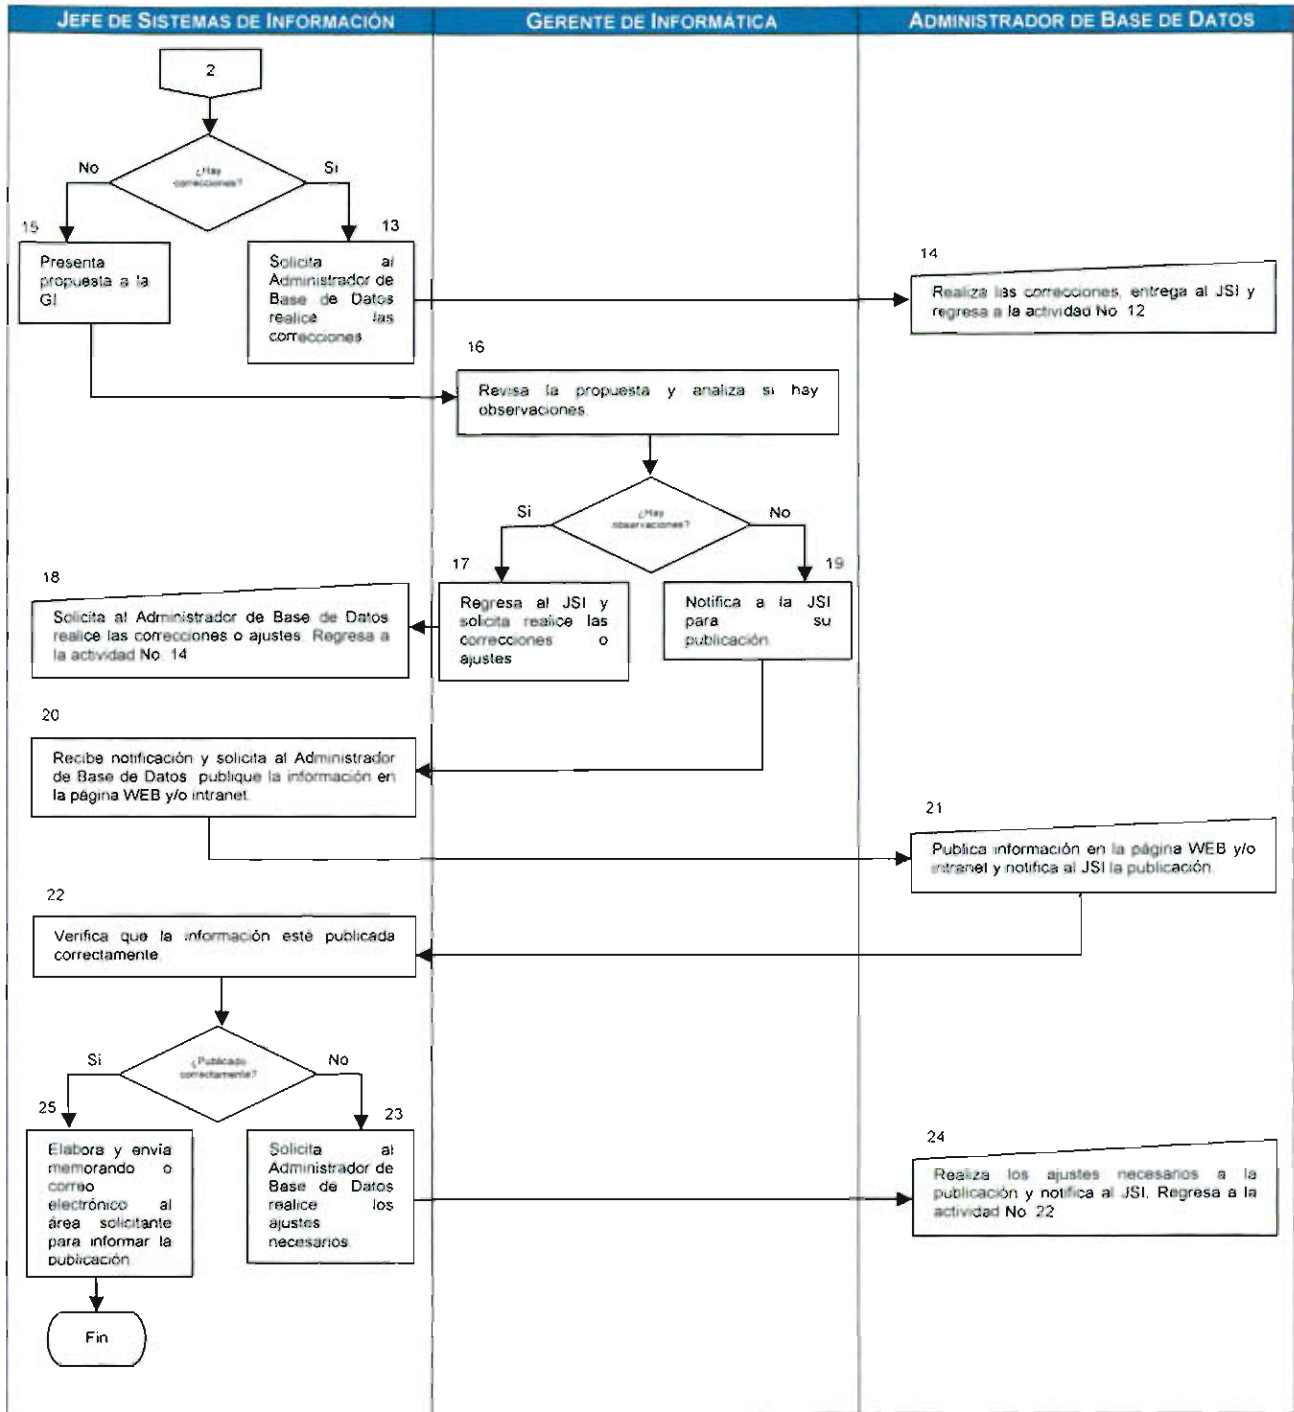 JEFE DE SISTEMAS DE INFORMACIÓN
GERENTE DE INFORMÁTICA
ADMINISTRADOR DE BASE DE DATOS
2
¿Hay
correcciones?
No
Si
15
Presenta
propuesta a la
GI
13
Solicita al
Administrador de
Base de Datos
realice las
correcciones
14
Realiza las correcciones, entrega al JSI y
regresa a la actividad No. 12
16
Revisa la propuesta y analiza si hay
observaciones.
¿Hay
observaciones?
Si
No
17
Regresa al JSI y
solicita realice las
correcciones o
ajustes
19
Notifica a la JSI
para su
publicación.
18
Solicita al Administrador de Base de Datos
realice las correcciones o ajustes. Regresa a
la actividad No. 14
20
Recibe notificación y solicita al Administrador
de Base de Datos publique la información en
la página WEB y/o intranet.
21
Publica información en la página WEB y/o
intranet y notifica al JSI la publicación.
22
Verifica que la información esté publicada
correctamente.
¿Publicado
correctamente?
Si
No
25
Elabora y envía
memorando o
correo
electrónico al
área solicitante
para informar la
publicación.
23
Solicita al
Administrador de
Base de Datos
realice los
ajustes
necesarios.
24
Realiza los ajustes necesarios a la
publicación y notifica al JSI. Regresa a la
actividad No. 22
Fin